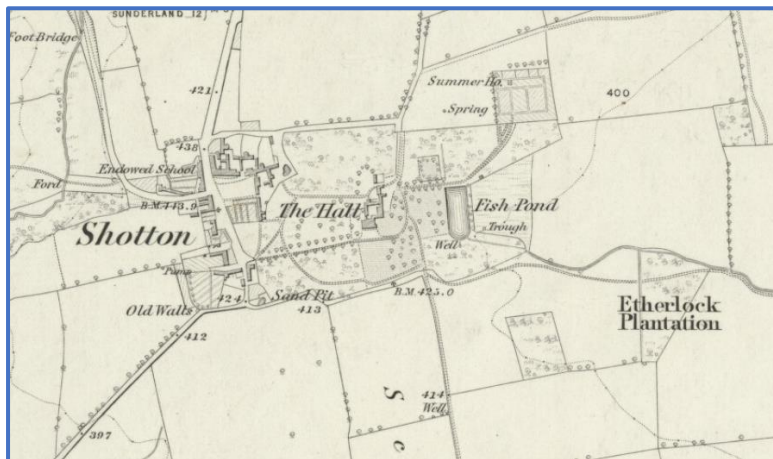 SUNDERLAND 12
Foot Bridge
421
Summer Ho.
Spring
400
438
Endowed School
Ford
B.M. 443.9
The Hall
Fish Pond
Trough
Shotton
Well
Pump
Old Walls
424
Sand Pit
413
B.M. 425.0
Etherlock
Plantation
412
S
414
Well
c
397